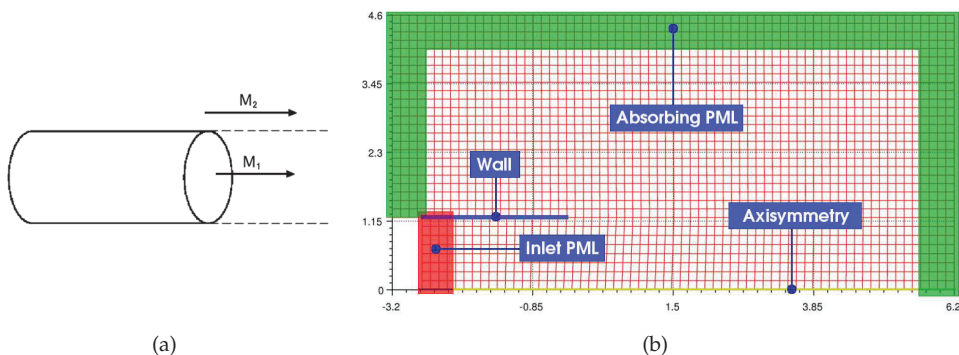 M2
M1
(a)
4.6
3.45
2.3
1.15
0
-3.2
-0.85
1.5
3.85
6.2
Absorbing PML
Wall
Axisymmetry
Inlet PML
(b)